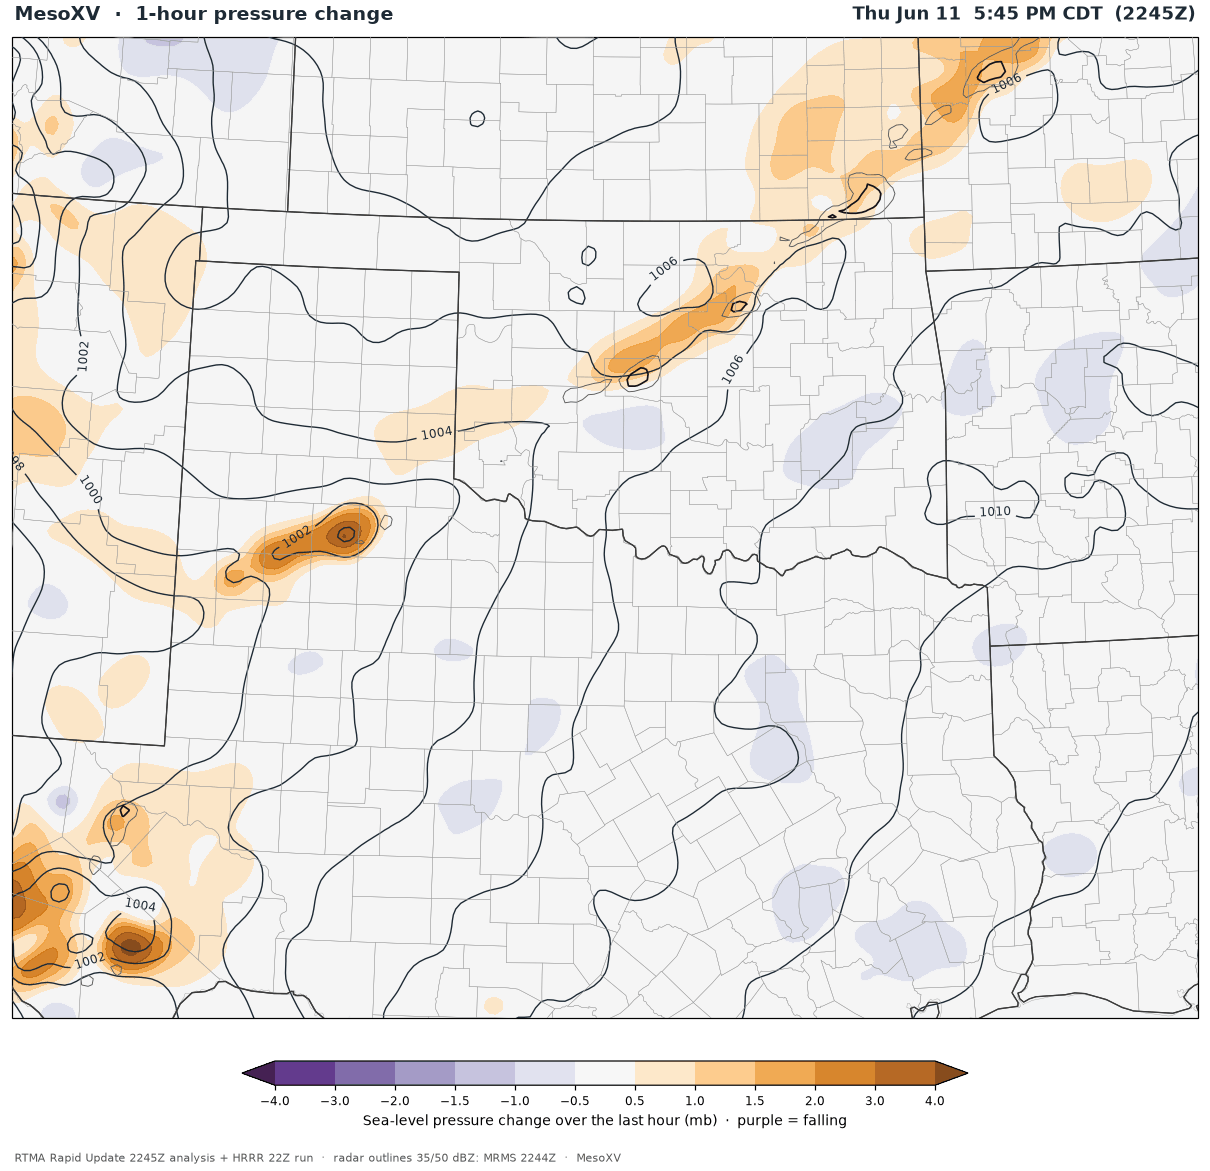 MesoXV · 1-hour pressure change
Thu Jun 11 5:45 PM CDT (2245Z)
1006
1006
1002
1006
1004
98
1000
1010
1002
1004
1002
−4.0 −3.0 −2.0 −1.5 −1.0 −0.5 0.5 1.0 1.5 2.0 3.0 4.0
Sea-level pressure change over the last hour (mb) · purple = falling
RTMA Rapid Update 2245Z analysis + HRRR 22Z run · radar outlines 35/50 dBZ: MRMS 2244Z · MesoXV